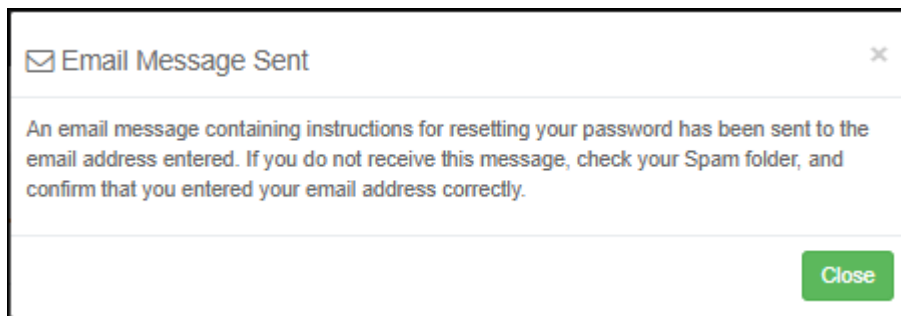 Email Message Sent
An email message containing instructions for resetting your password has been sent to the
email address entered. If you do not receive this message, check your Spam folder, and
confirm that you entered your email address correctly.
Close